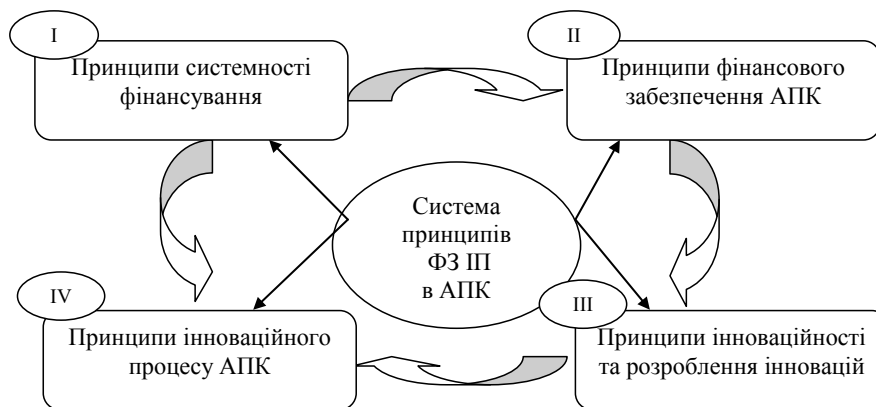 I
Принципи системності
фінансування
II
Принципи фінансового
забезпечення АПК
Система
принципів
ФЗ ІП
в АПК
IV
Принципи інноваційного
процесу АПК
III
Принципи інноваційності
та розроблення інновацій